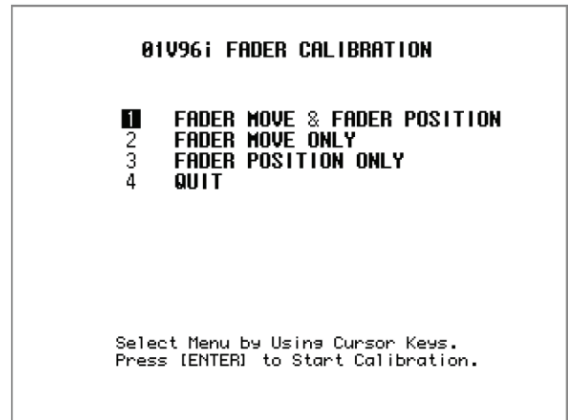 01V96i FADER CALIBRATION
1 FADER MOVE & FADER POSITION
2 FADER MOVE ONLY
3 FADER POSITION ONLY
4 QUIT
Select Menu by Using Cursor Keys.
Press [ENTER] to Start Calibration.